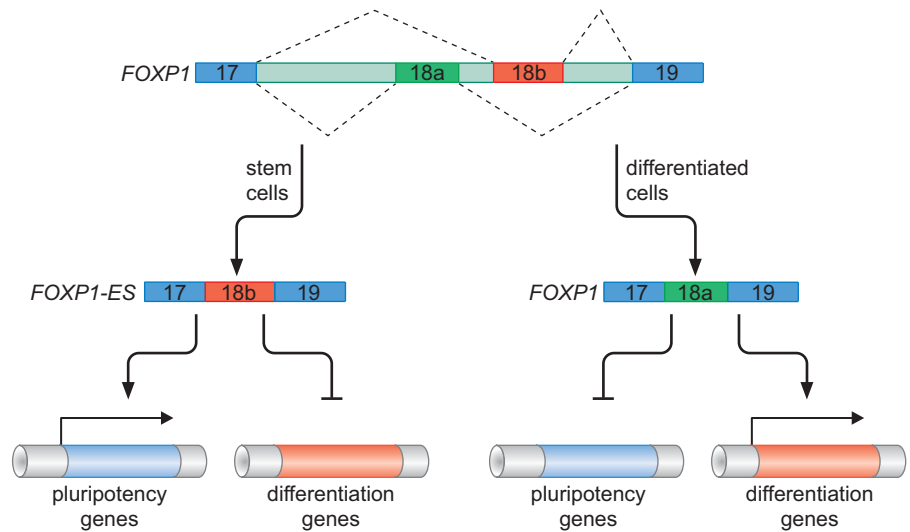 FOXP1 17 18a 18b 19
stem
cells
differentiated
cells
FOXP1-ES 17 18b 19
FOXP1 17 18a 19
pluripotency
genes
differentiation
genes
pluripotency
genes
differentiation
genes